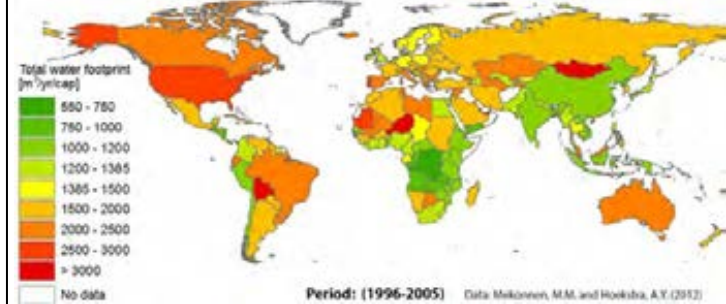 Total water footprint
[m³/yr/cap]
550 - 750
750 - 1000
1000 - 1200
1200 - 1385
1385 - 1500
1500 - 2000
2000 - 2500
2500 - 3000
> 3000
No data
Period: (1996-2005) Data: Mekonnen, M.M. and Hoekstra, A.Y. (2012)